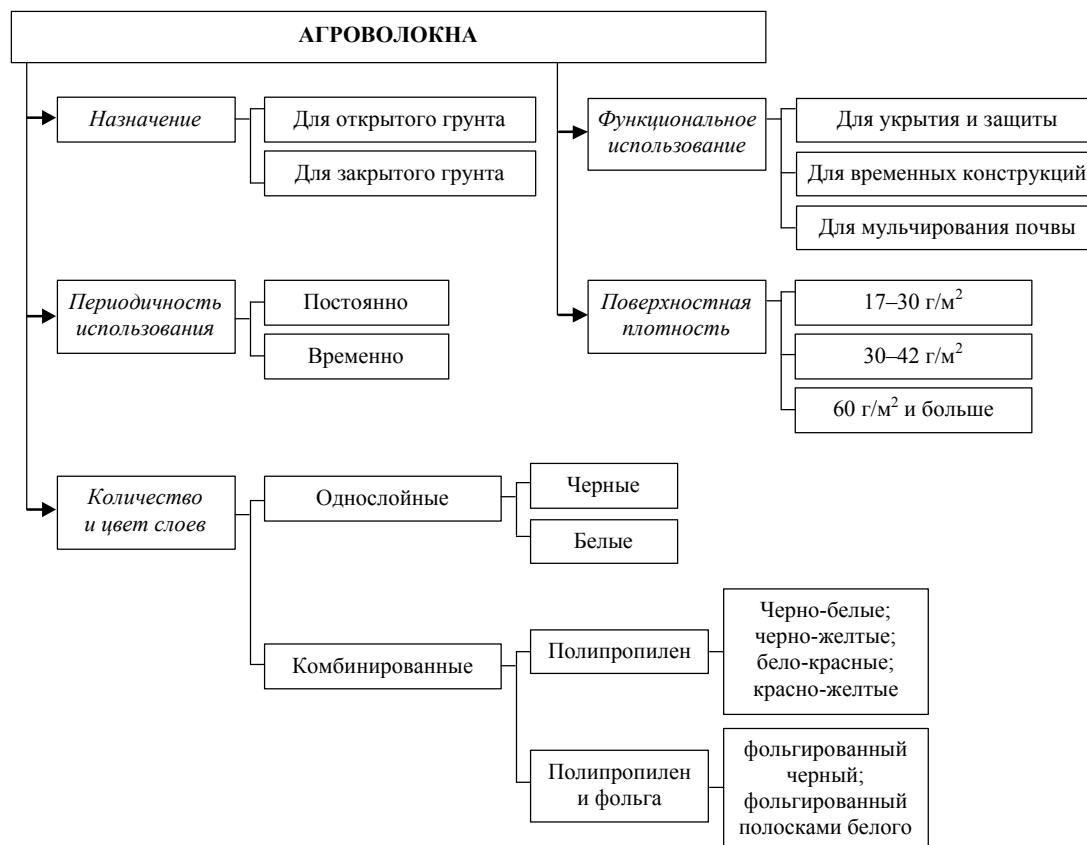 АГРОВОЛОКНА
Назначение
Для открытого грунта
Для закрытого грунта
Функциональное
использование
Для укрытия и защиты
Для временных конструкций
Для мульчирования почвы
Периодичность
использования
Постоянно
Временно
Поверхностная
плотность
17–30 г/м²
30–42 г/м²
60 г/м² и больше
Количество
и цвет слоев
Однослойные
Черные
Белые
Комбинированные
Полипропилен
Черно-белые;
черно-желтые;
бело-красные;
красно-желтые
Полипропилен
и фольга
фольгированный
черный;
фольгированный
полосками белого